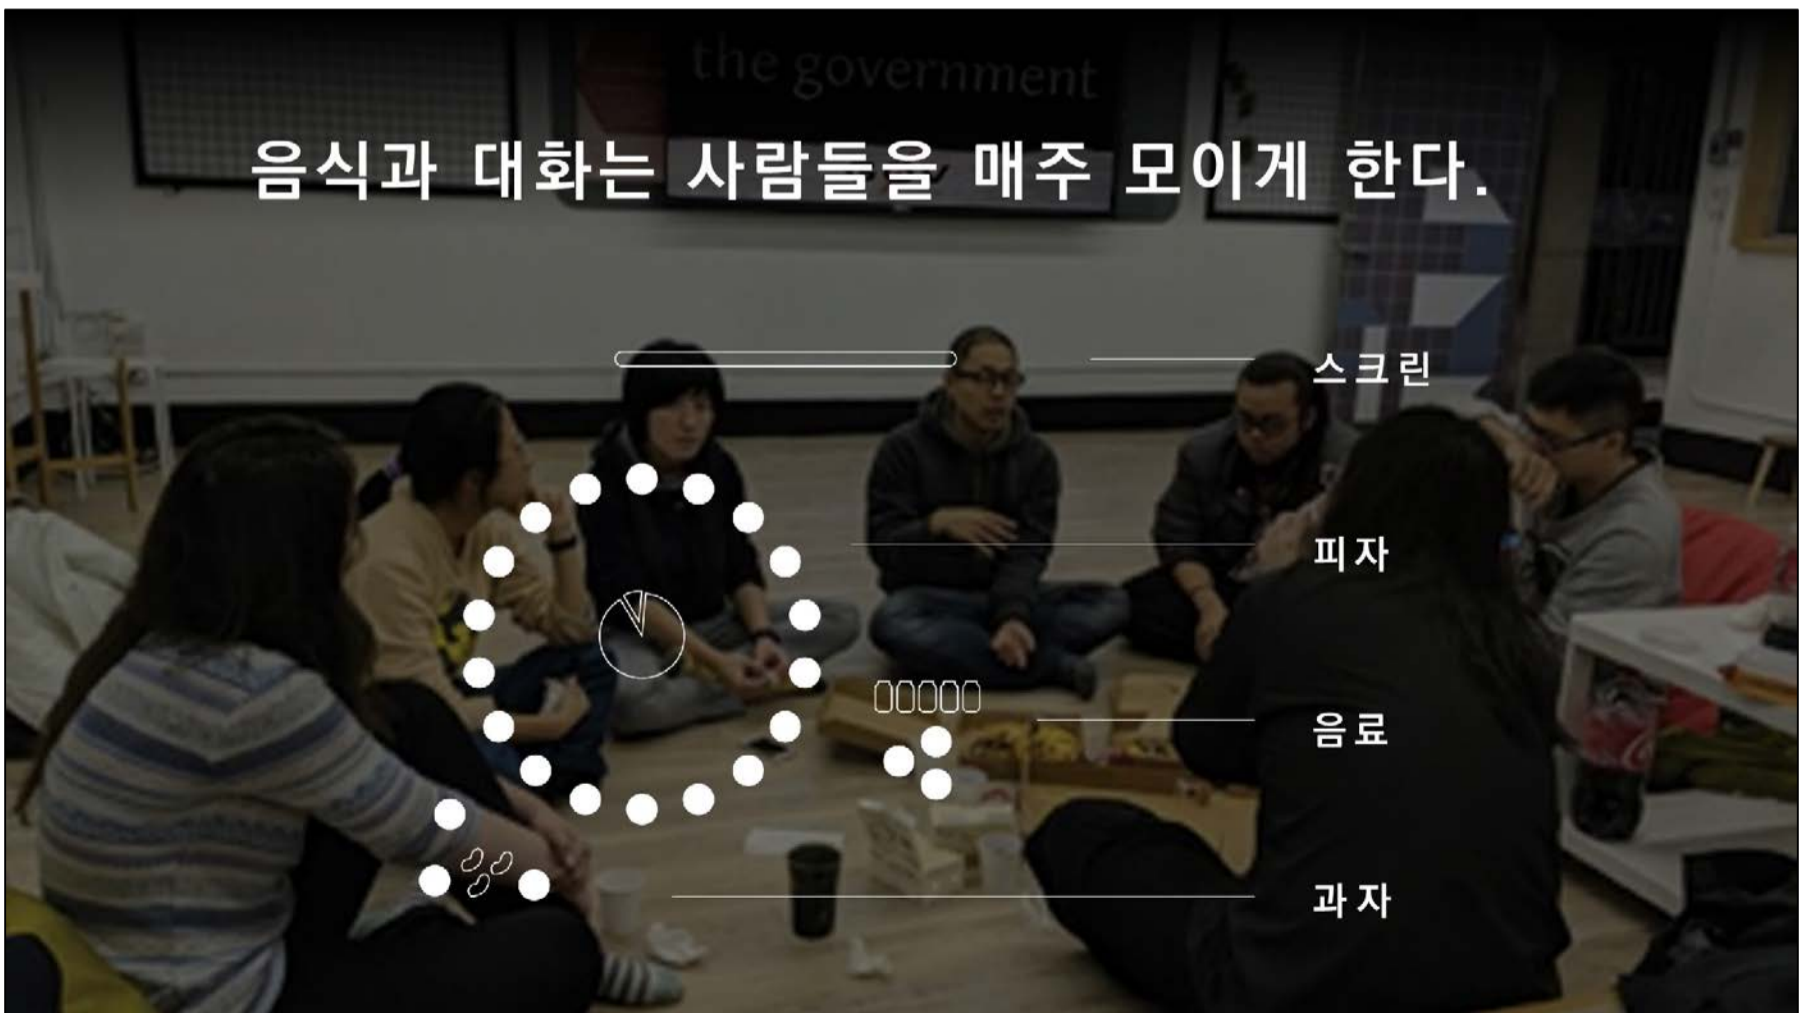 the government
음식과 대화는 사람들을 매주 모이게 한다.
스크린
피자
음료
과자